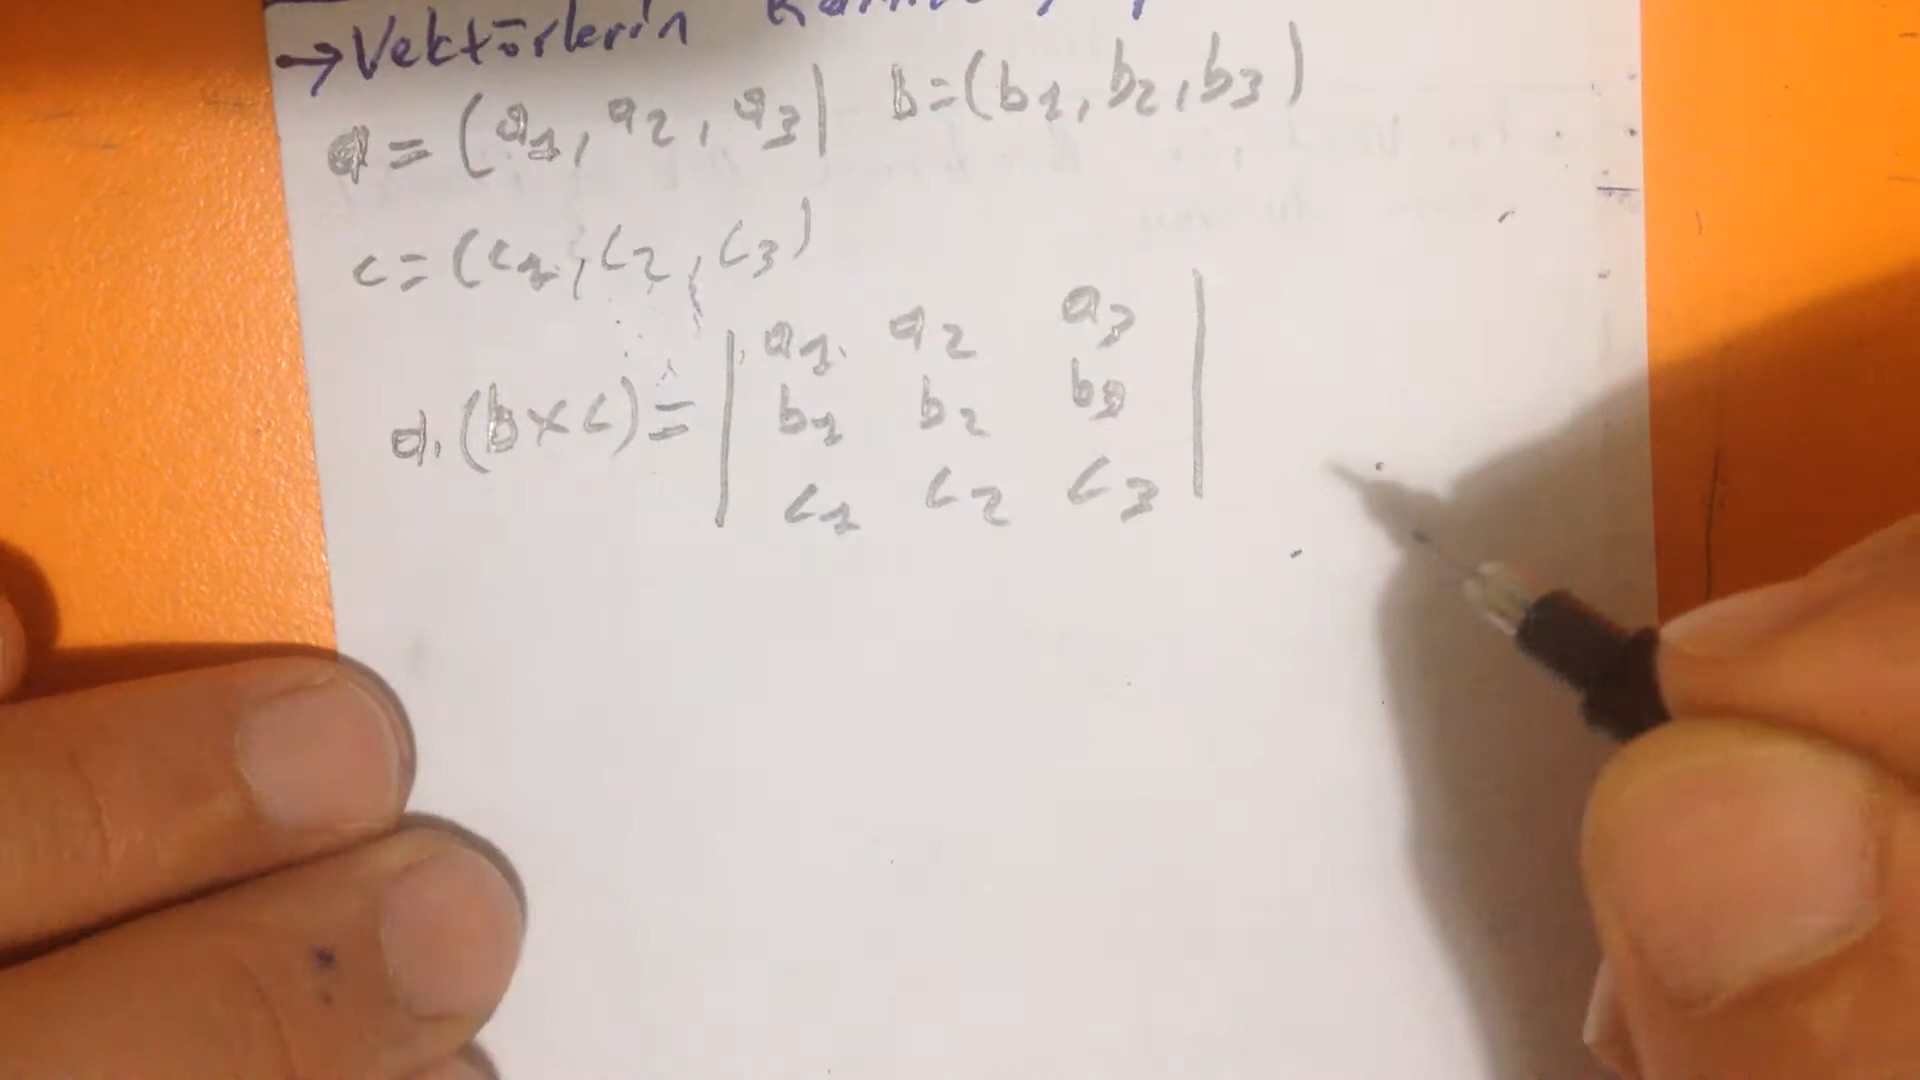 →Vektörlerin
a=(a1, a2, a3) b=(b1, b2, b3)
c=(c1, c2, c3)
a.(b×c)=| a1 a2 a3 |
b1 b2 b3
c1 c2 c3